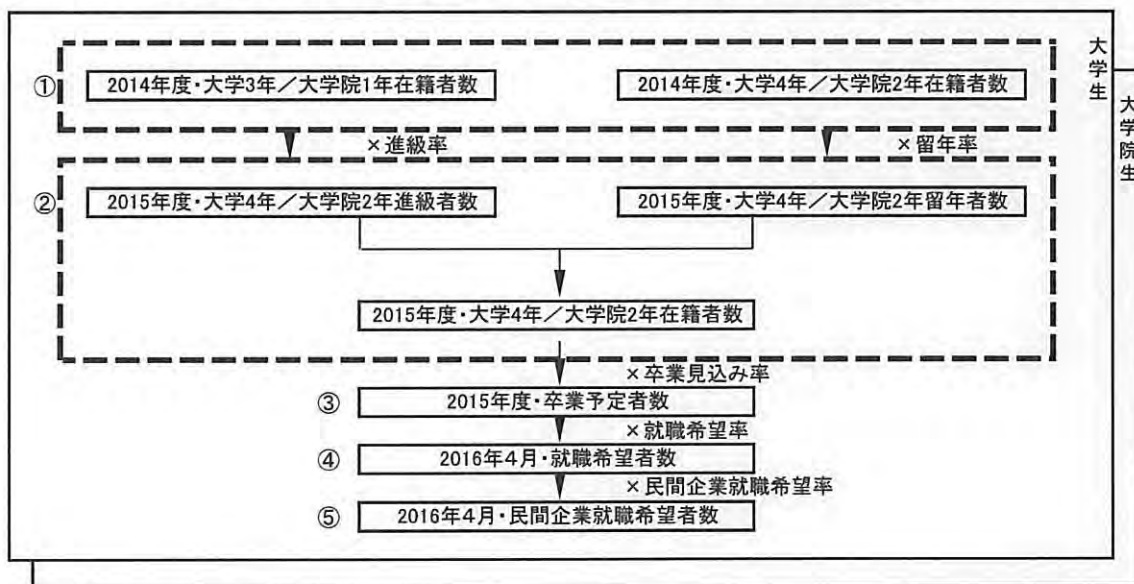 大学生
大学院生
①
2014年度・大学3年／大学院1年在籍者数
2014年度・大学4年／大学院2年在籍者数
×進級率
×留年率
②
2015年度・大学4年／大学院2年進級者数
2015年度・大学4年／大学院2年留年者数
2015年度・大学4年／大学院2年在籍者数
×卒業見込み率
③
2015年度・卒業予定者数
×就職希望率
④
2016年4月・就職希望者数
×民間企業就職希望率
⑤
2016年4月・民間企業就職希望者数